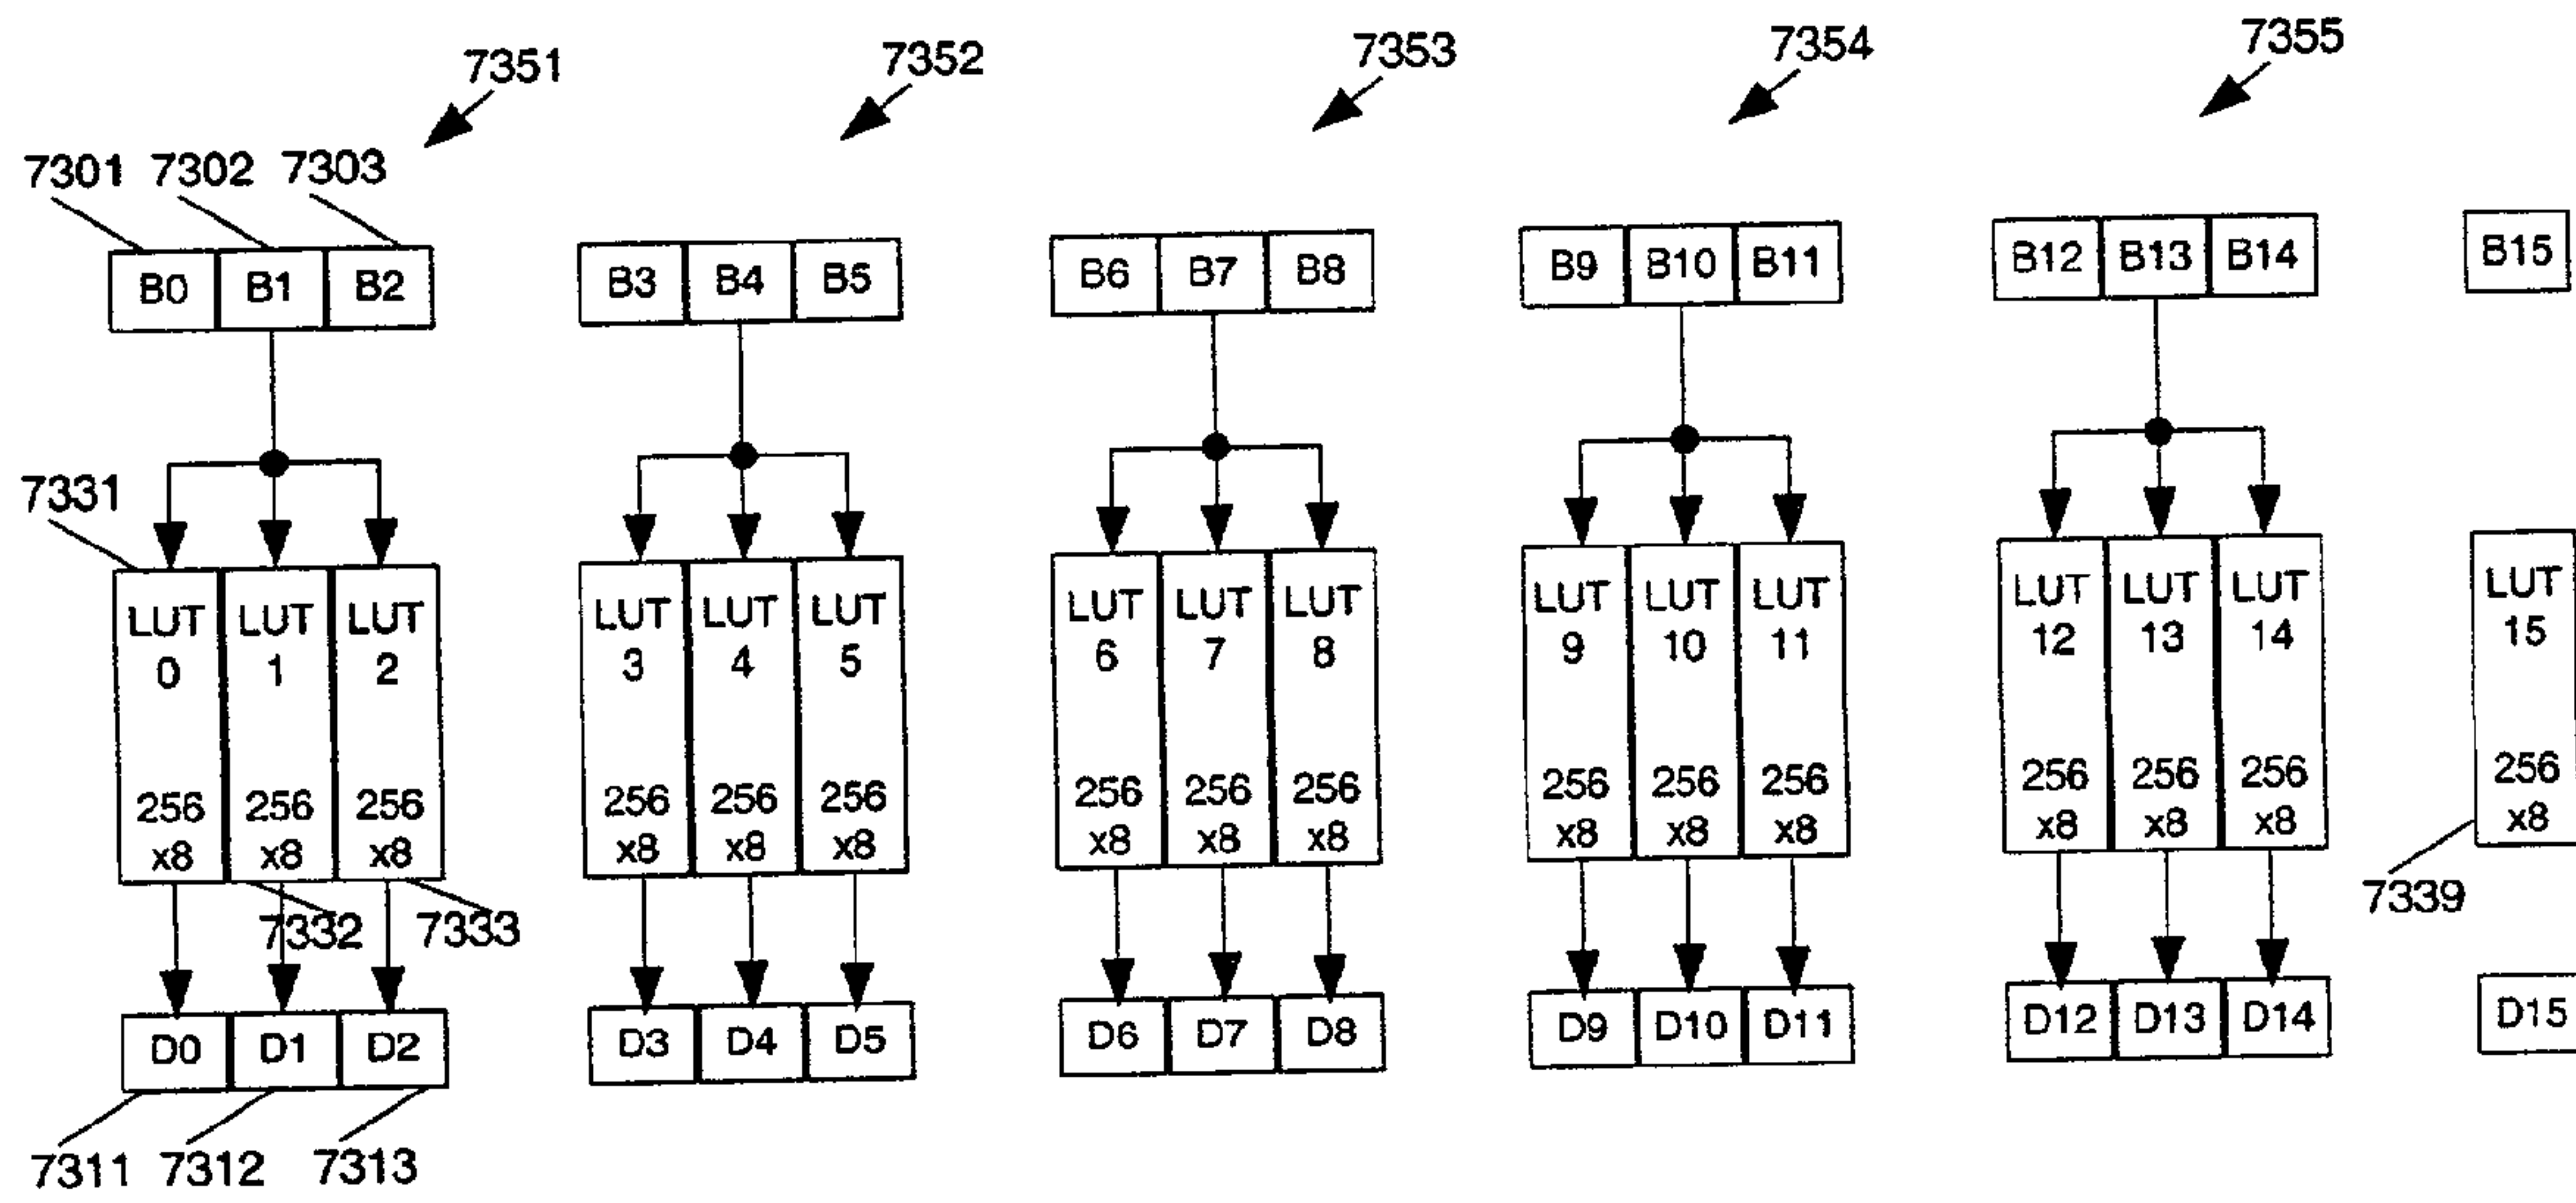 7351 7352 7353 7354 7355
7301 7302 7303
B0 B1 B2 B3 B4 B5 B6 B7 B8 B9 B10 B11 B12 B13 B14 B15
7331
LUT LUT LUT LUT LUT LUT LUT LUT LUT LUT LUT LUT LUT LUT LUT LUT
0 1 2 3 4 5 6 7 8 9 10 11 12 13 14 15
256 256 256 256 256 256 256 256 256 256 256 256 256 256 256 256
x8 x8 x8 x8 x8 x8 x8 x8 x8 x8 x8 x8 x8 x8 x8 x8
7332 7333 7339
D0 D1 D2 D3 D4 D5 D6 D7 D8 D9 D10 D11 D12 D13 D14 D15
7311 7312 7313